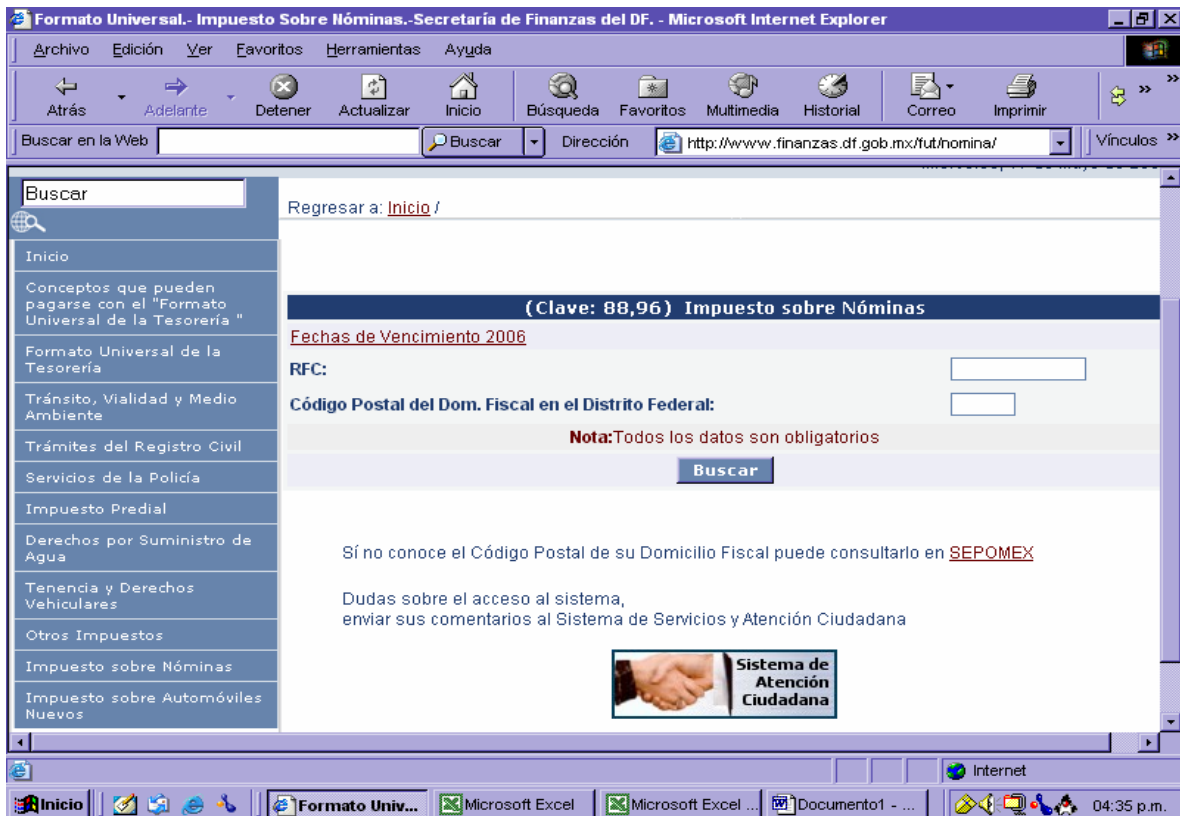 Formato Universal.- Impuesto Sobre Nóminas.-Secretaría de Finanzas del DF. - Microsoft Internet Explorer
Archivo Edición Ver Favoritos Herramientas Ayuda
Atrás Adelante Detener Actualizar Inicio Búsqueda Favoritos Multimedia Historial Correo Imprimir
Buscar en la Web Buscar Dirección http://www.finanzas.df.gob.mx/fut/nomina/ Vínculos
Buscar
Regresar a: Inicio /
Inicio
Conceptos que pueden
pagarse con el "Formato
Universal de la Tesorería "
Formato Universal de la
Tesorería
Tránsito, Vialidad y Medio
Ambiente
Trámites del Registro Civil
Servicios de la Policía
Impuesto Predial
Derechos por Suministro de
Agua
Tenencia y Derechos
Vehiculares
Otros Impuestos
Impuesto sobre Nóminas
Impuesto sobre Automóviles
Nuevos
(Clave: 88,96) Impuesto sobre Nóminas
Fechas de Vencimiento 2006
RFC:
Código Postal del Dom. Fiscal en el Distrito Federal:
Nota:Todos los datos son obligatorios
Buscar
Sí no conoce el Código Postal de su Domicilio Fiscal puede consultarlo en SEPOMEX
Dudas sobre el acceso al sistema,
enviar sus comentarios al Sistema de Servicios y Atención Ciudadana
Sistema de
Atención
Ciudadana
Internet
Inicio Formato Univ... Microsoft Excel Microsoft Excel ... Documento1 - ... 04:35 p.m.